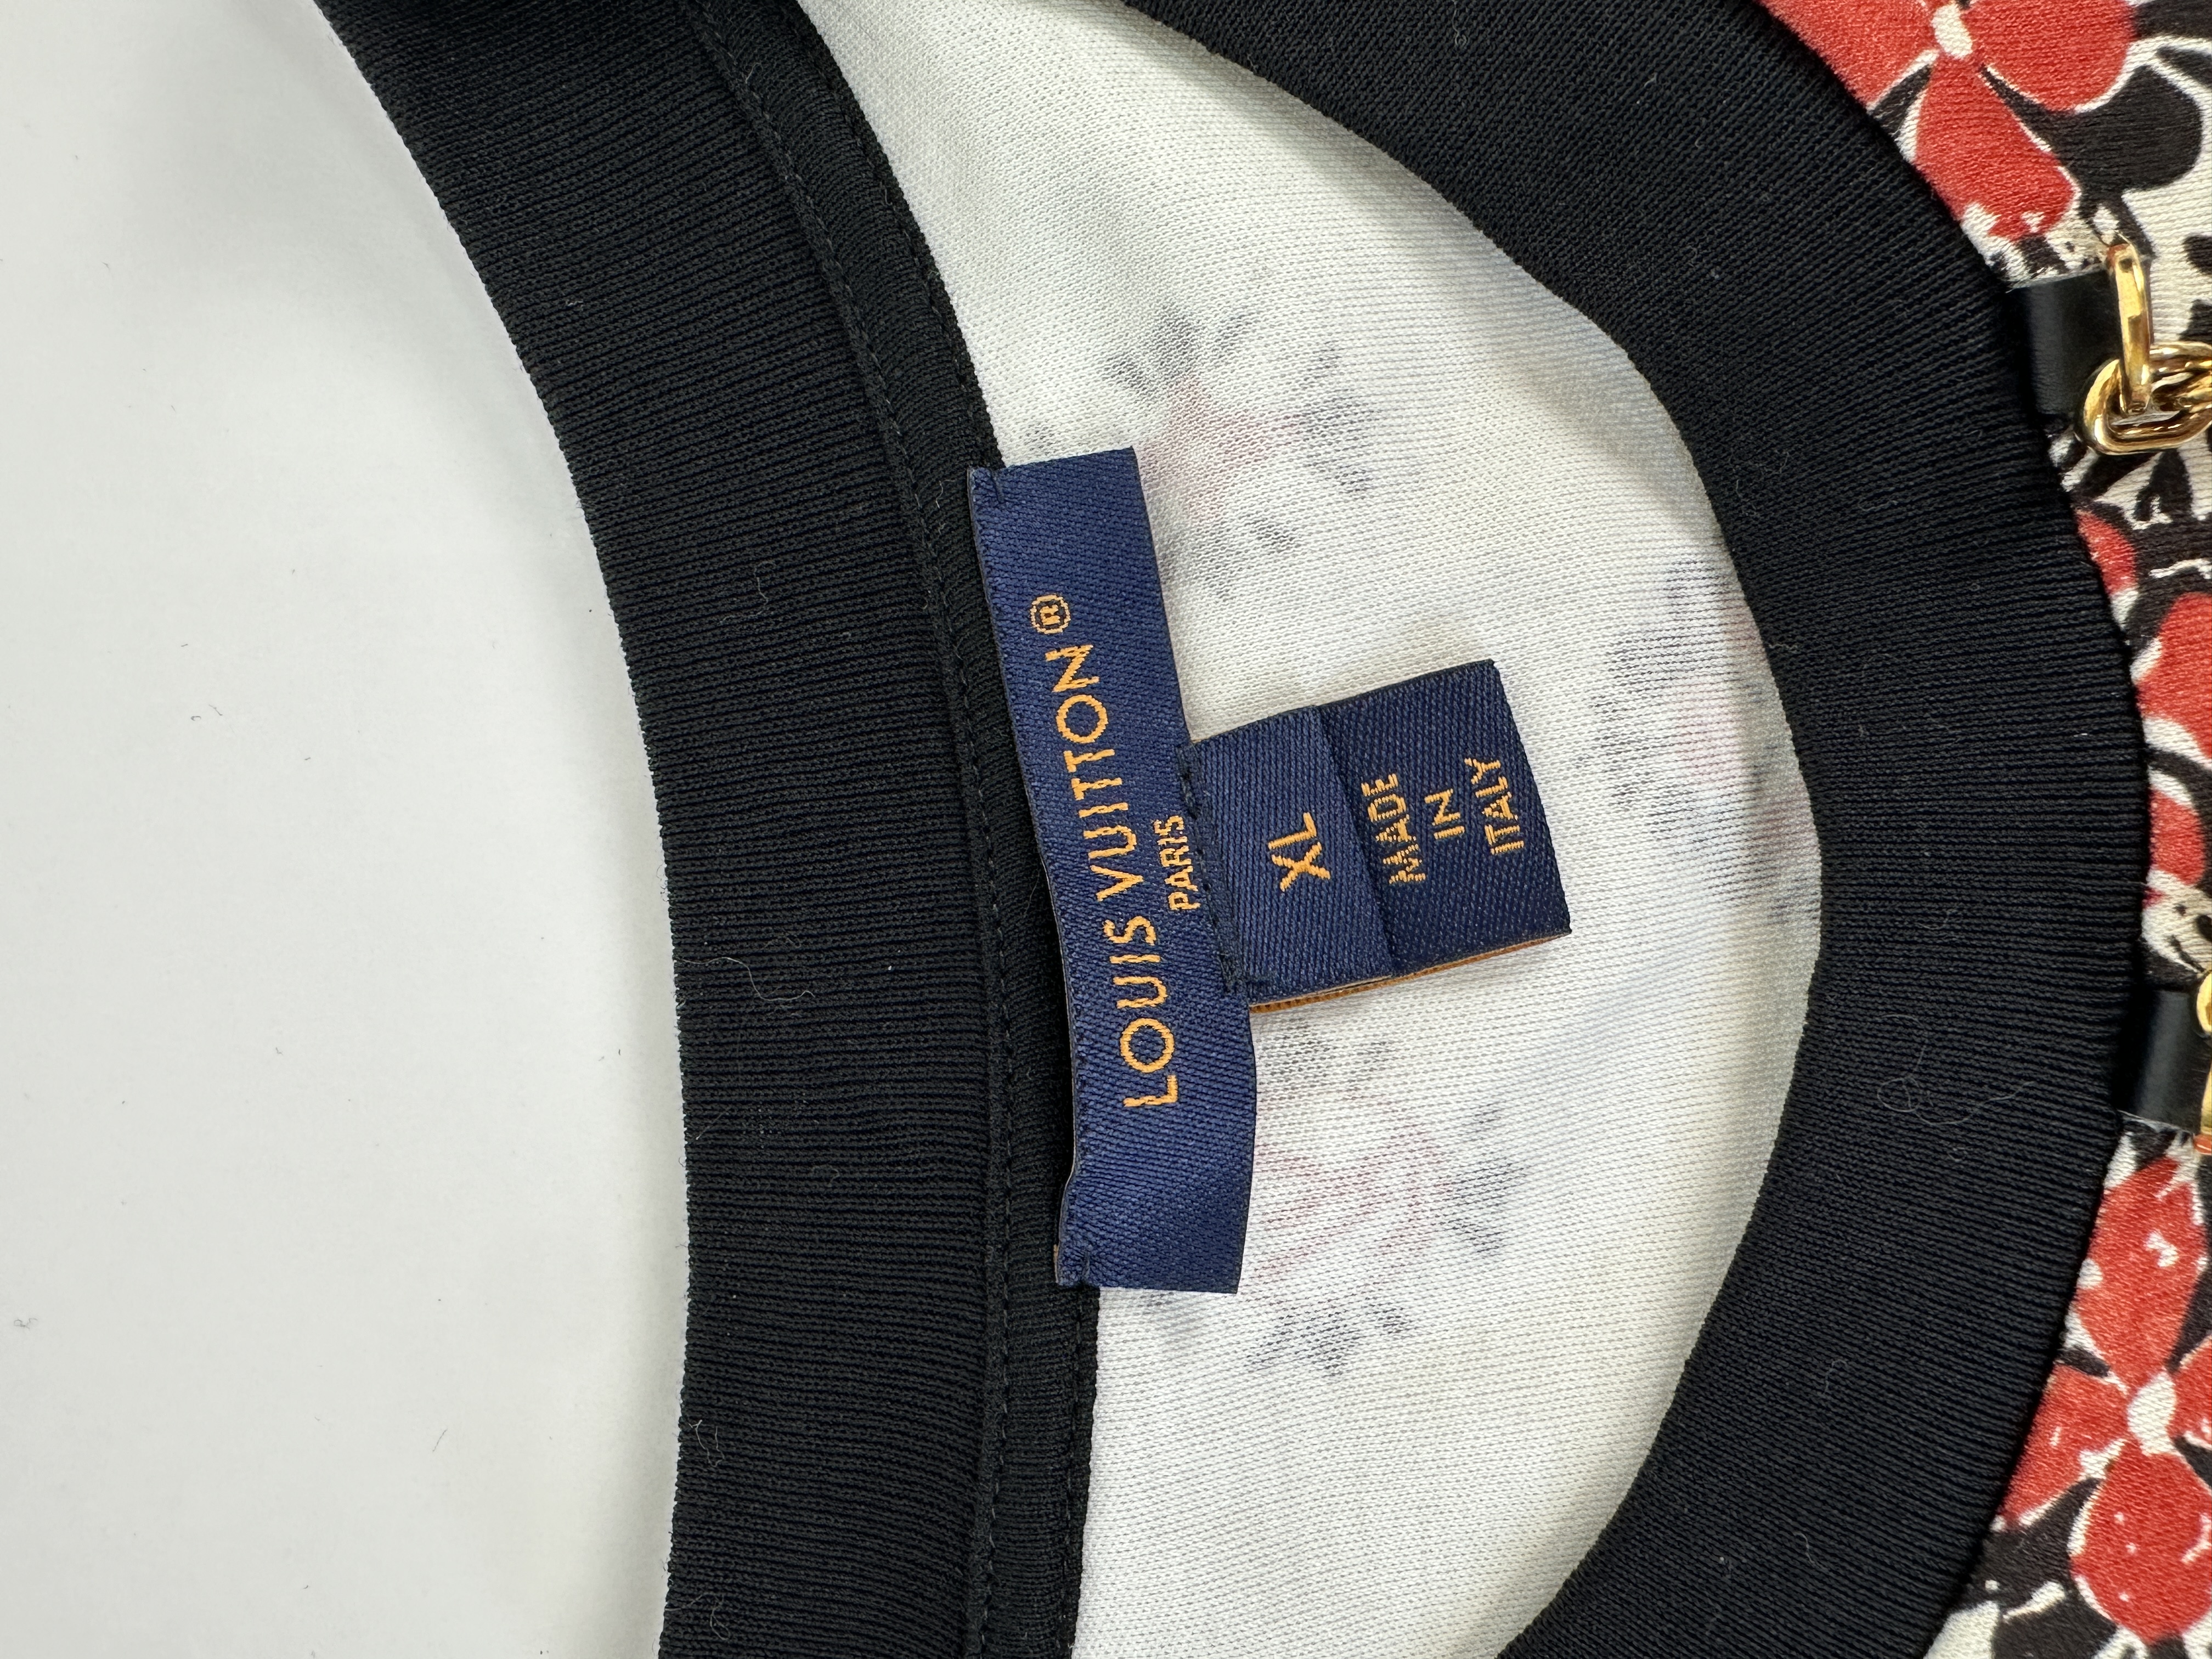 LOUIS VUITTON®
PARIS
XL
MADE
IN
ITALY